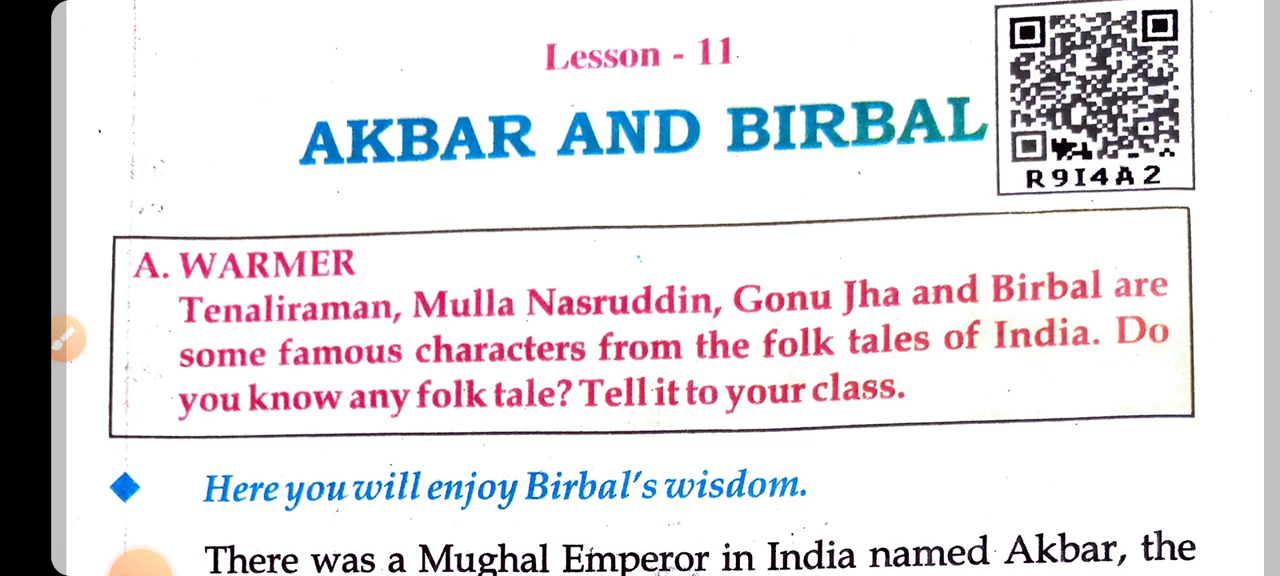 Lesson - 11
AKBAR AND BIRBAL
R9I4A2
A. WARMER
Tenaliraman, Mulla Nasruddin, Gonu Jha and Birbal are
some famous characters from the folk tales of India. Do
you know any folk tale? Tell it to your class.
Here you will enjoy Birbal's wisdom.
There was a Mughal Emperor in India named Akbar, the